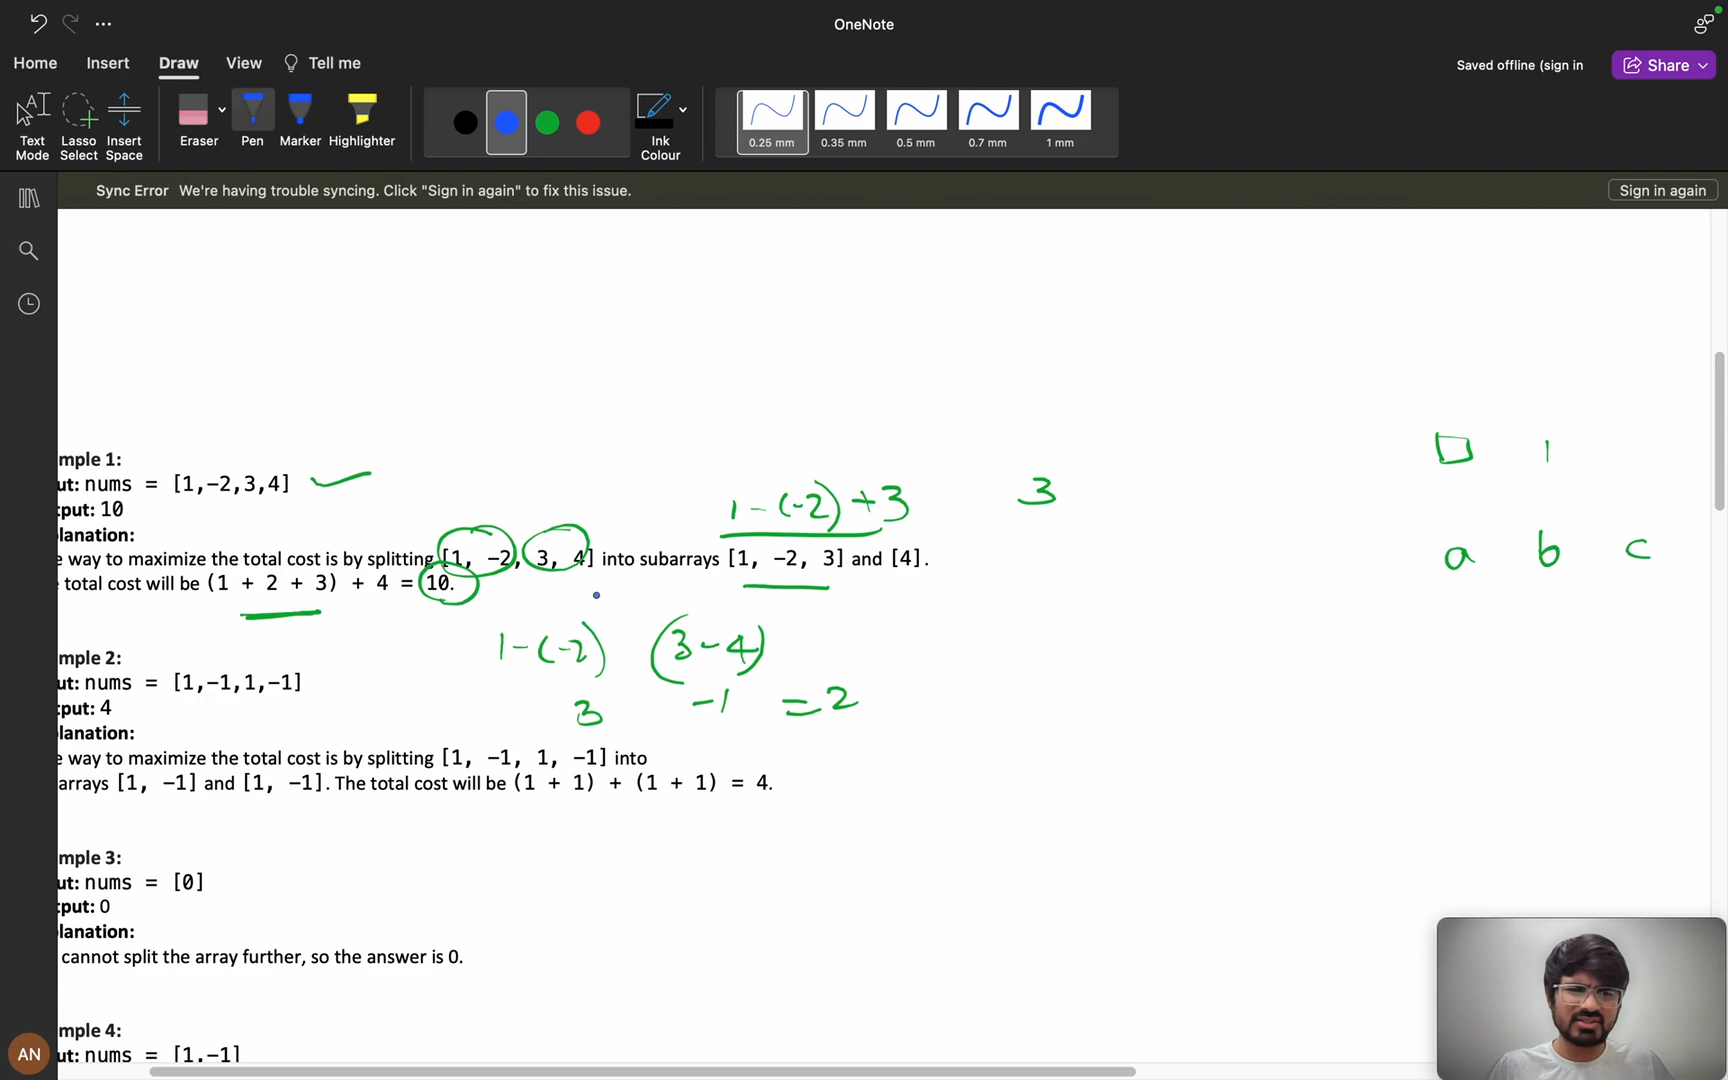 OneNote
Home Insert Draw View Tell me
Saved offline (sign in
Share
Text Mode
Lasso Select
Insert Space
Eraser
Pen
Marker
Highlighter
Ink Colour
0.25 mm
0.35 mm
0.5 mm
0.7 mm
1 mm
Sync Error We're having trouble syncing. Click "Sign in again" to fix this issue.
Sign in again
mple 1:
ut: nums = [1,-2,3,4]
1-(-2)+3
3
1
put: 10
lanation:
e way to maximize the total cost is by splitting [1, -2, 3, 4] into subarrays [1, -2, 3] and [4].
a b c
total cost will be (1 + 2 + 3) + 4 = 10.
1-(-2) (3-4)
3 -1 =2
mple 2:
ut: nums = [1,-1,1,-1]
put: 4
lanation:
e way to maximize the total cost is by splitting [1, -1, 1, -1] into
arrays [1, -1] and [1, -1]. The total cost will be (1 + 1) + (1 + 1) = 4.
mple 3:
ut: nums = [0]
put: 0
lanation:
cannot split the array further, so the answer is 0.
mple 4:
ut: nums = [1,-1]
AN